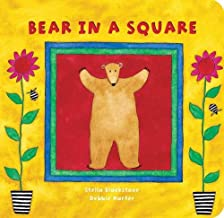 BEAR IN A SQUARE
Stella Blackstone
Debbie Harter